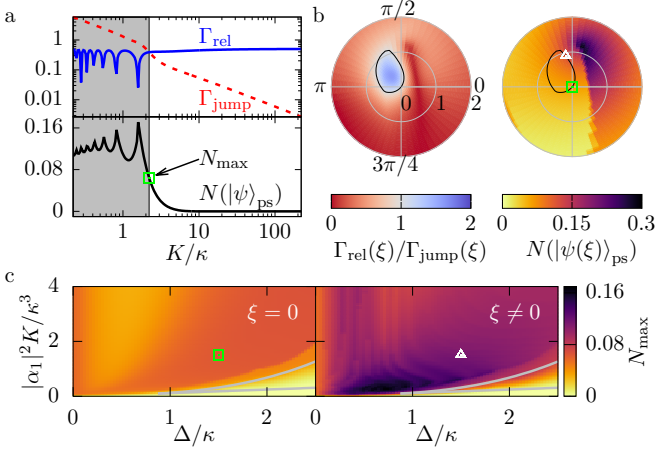 a
1
0.1
0.01
Γrel
Γjump
0.16
0.08
0
Nmax
N(|ψ⟩ps)
1
10
100
K/κ
b
π/2
π
0
0
1
2
3π/4
0
1
2
Γrel(ξ)/Γjump(ξ)
0
0.15
0.3
N(|ψ(ξ)⟩ps)
c
4
2
0
|α1|²K/κ³
ξ = 0
0
1
2
Δ/κ
ξ ≠ 0
0
1
2
Δ/κ
0.16
0.08
0
Nmax